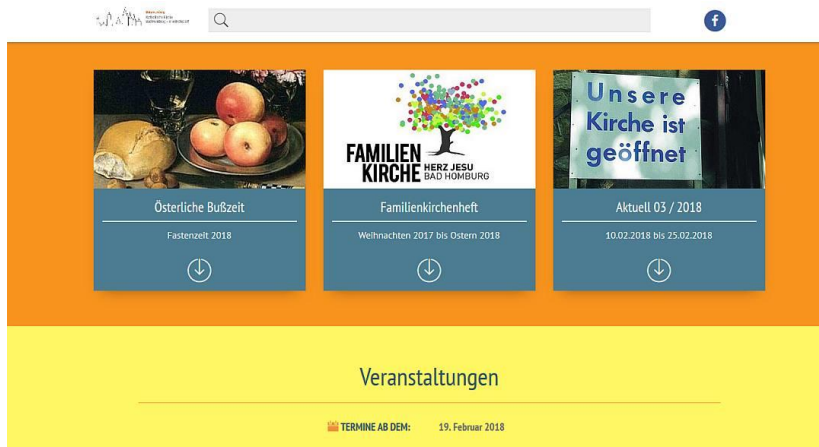 FAMILIEN
KIRCHE HERZ JESU
BAD HOMBURG
Unsere
Kirche ist
geöffnet
Österliche Bußzeit
Familienkirchenheft
Aktuell 03 / 2018
Fastenzeit 2018
Weihnachten 2017 bis Ostern 2018
10.02.2018 bis 25.02.2018
Veranstaltungen
TERMINE AB DEM: 19. Februar 2018